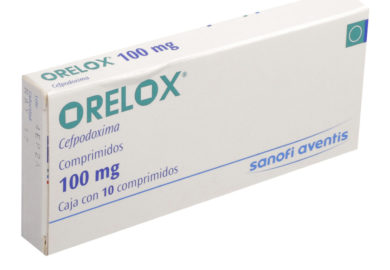 ORELOX® 100 mg
Cefpodoxima
ORELOX®
Cefpodoxima
Comprimidos
100 mg
Caja con 10 comprimidos
sanofi aventis